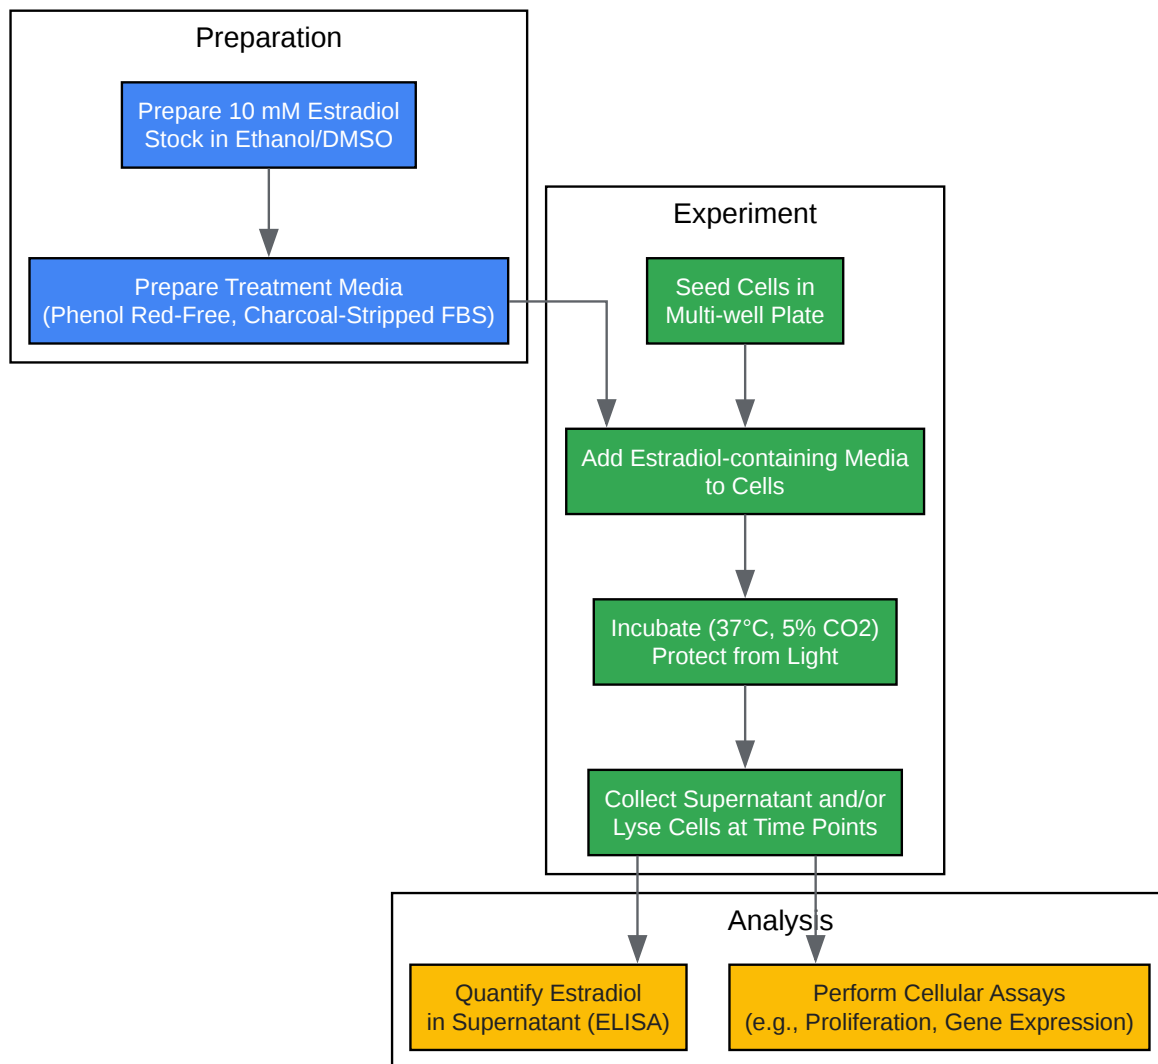 Preparation
Prepare 10 mM Estradiol
Stock in Ethanol/DMSO
Prepare Treatment Media
(Phenol Red-Free, Charcoal-Stripped FBS)
Experiment
Seed Cells in
Multi-well Plate
Add Estradiol-containing Media
to Cells
Incubate (37°C, 5% CO2)
Protect from Light
Collect Supernatant and/or
Lyse Cells at Time Points
Analysis
Quantify Estradiol
in Supernatant (ELISA)
Perform Cellular Assays
(e.g., Proliferation, Gene Expression)